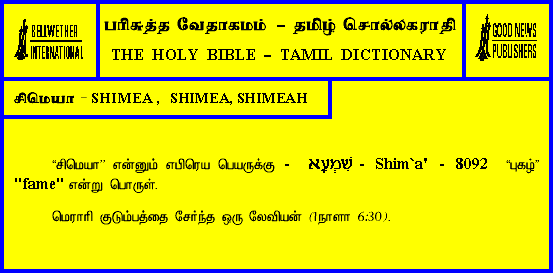 BELLWETHER
INTERNATIONAL
பரிசுத்த வேதாகமம் – தமிழ் சொல்லகராதி
THE HOLY BIBLE – TAMIL DICTIONARY
GOOD NEWS
PUBLISHERS
சிமெயா - SHIMEA , SHIMEA, SHIMEAH
“சிமெயா” என்னும் எபிரெய பெயருக்கு - שִׁמְעָא - Shim`a' - 8092 “புகழ்”
"fame" என்று பொருள்.
மெராரி குடும்பத்தை சேர்ந்த ஒரு லேவியன் (1நாளா 6:30).